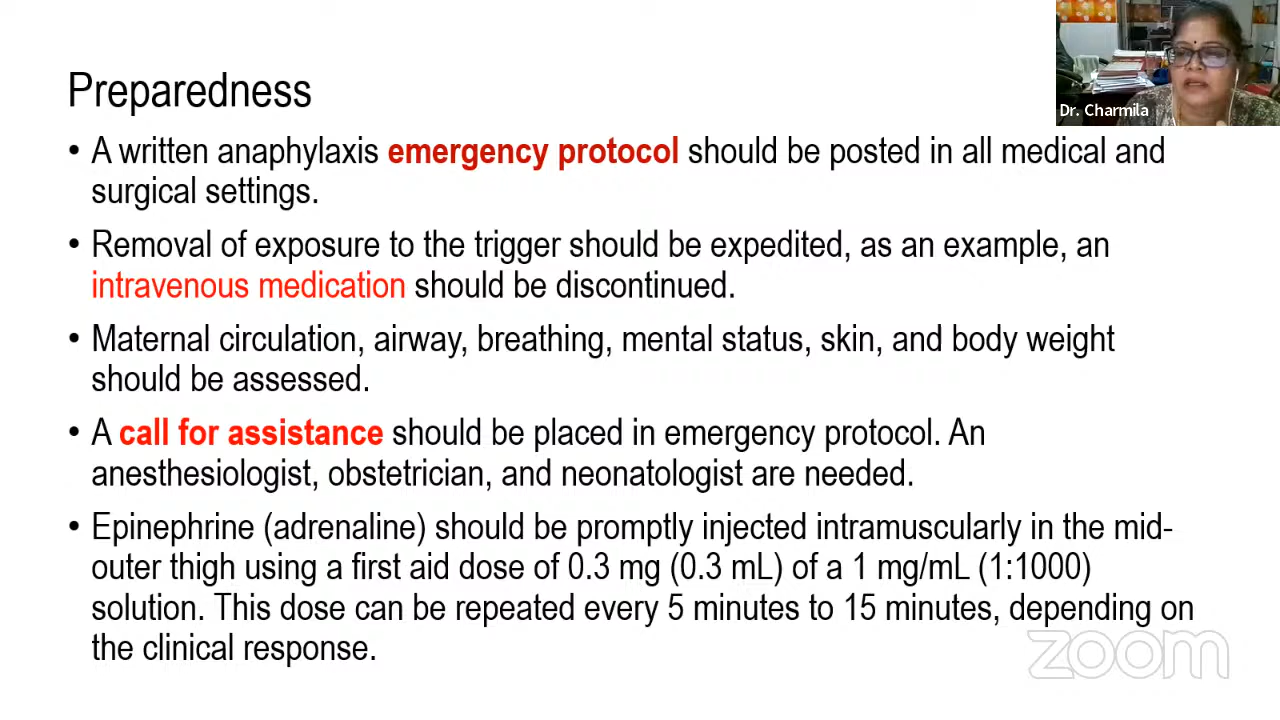 Preparedness
Dr. Charmila
• A written anaphylaxis emergency protocol should be posted in all medical and
surgical settings.
• Removal of exposure to the trigger should be expedited, as an example, an
intravenous medication should be discontinued.
• Maternal circulation, airway, breathing, mental status, skin, and body weight
should be assessed.
• A call for assistance should be placed in emergency protocol. An
anesthesiologist, obstetrician, and neonatologist are needed.
• Epinephrine (adrenaline) should be promptly injected intramuscularly in the mid-
outer thigh using a first aid dose of 0.3 mg (0.3 mL) of a 1 mg/mL (1:1000)
solution. This dose can be repeated every 5 minutes to 15 minutes, depending on
the clinical response.
zoom